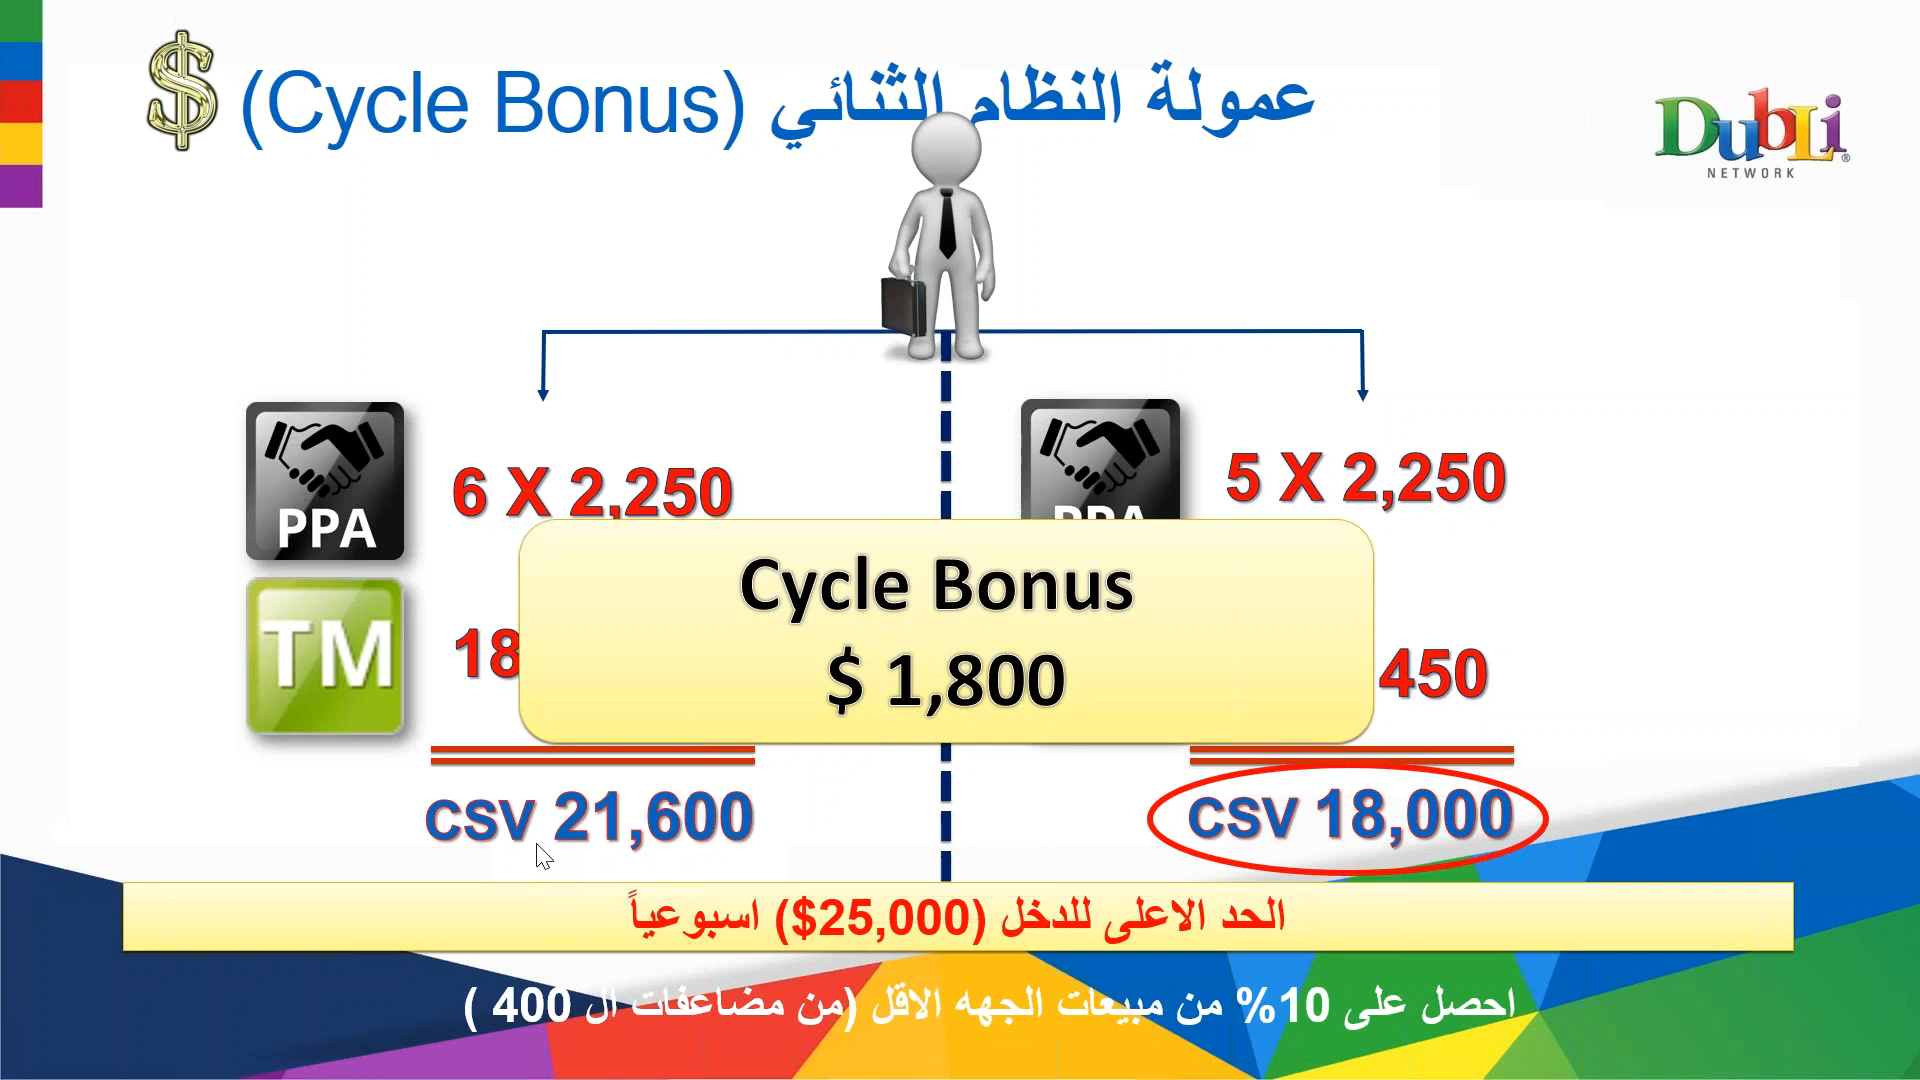 عمولة النظام الثنائي (Cycle Bonus)
DubLi
NETWORK
PPA
6 X 2,250
5 X 2,250
TM
Cycle Bonus
$ 1,800
450
CSV 21,600
CSV 18,000
الحد الاعلى للدخل ($25,000) اسبوعياً
احصل على 10% من مبيعات الجهه الاقل (من مضاعفات ال 400 )